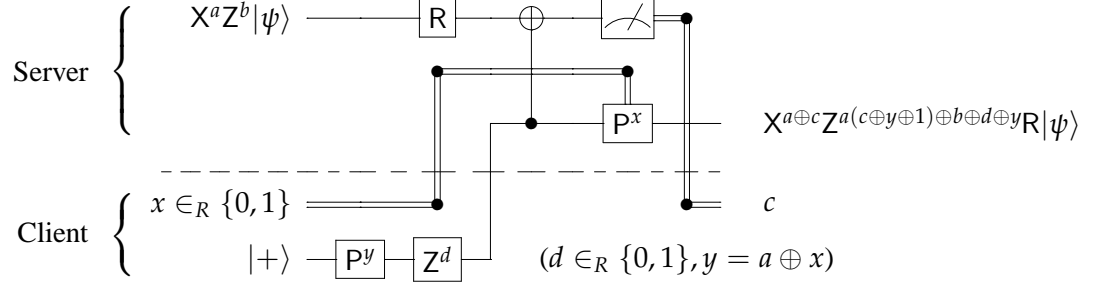 X^a Z^b |ψ⟩ R
Server
P^x X^{a⊕c} Z^{a(c⊕y⊕1)⊕b⊕d⊕y} R|ψ⟩
x ∈_R {0, 1} c
Client
|+⟩ P^y Z^d (d ∈_R {0, 1}, y = a ⊕ x)